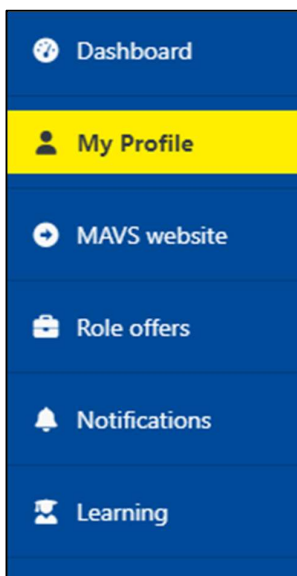 Dashboard
My Profile
MAVS website
Role offers
Notifications
Learning